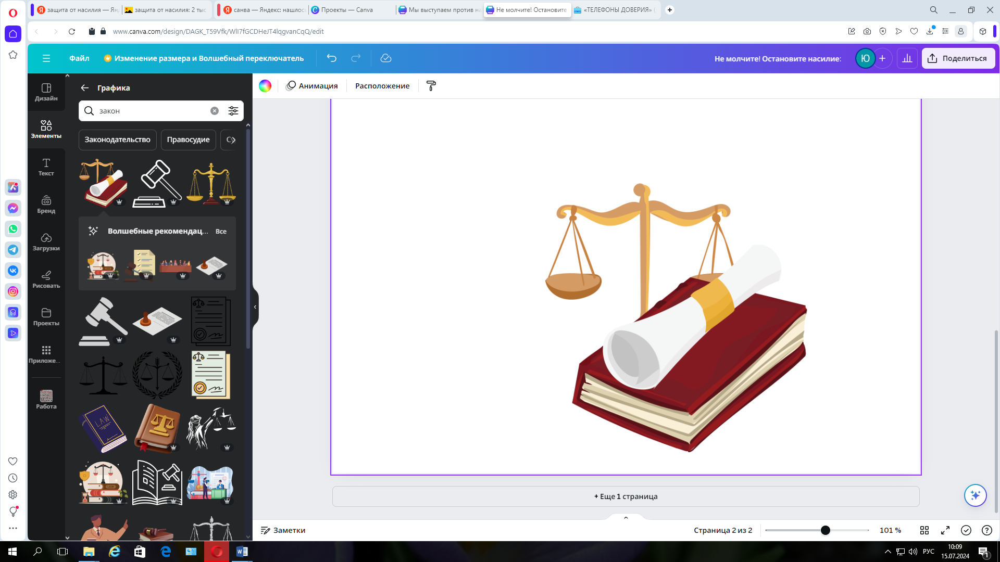 защита от насилия — Ян
защита от насилия: 2 тыс
санва — Яндекс: нашлос
Проекты — Canva
Мы выступаем против на
Не молчите! Остановите
«ТЕЛЕФОНЫ ДОВЕРИЯ» (
www.canva.com/design/DAGK_T59Vfk/WlI7fGCDHeJT4lqgvanCqQ/edit
Файл
Изменение размера и Волшебный переключатель
Не молчите! Остановите насилие:
Ю
Поделиться
Дизайн
Элементы
Текст
Бренд
Загрузки
Рисовать
Проекты
Приложе...
Работа
Графика
закон
Законодательство
Правосудие
Волшебные рекомендац...
Все
LAW
Анимация
Расположение
+ Еще 1 страница
Заметки
Страница 2 из 2
101 %
РУС
10:09
15.07.2024
1